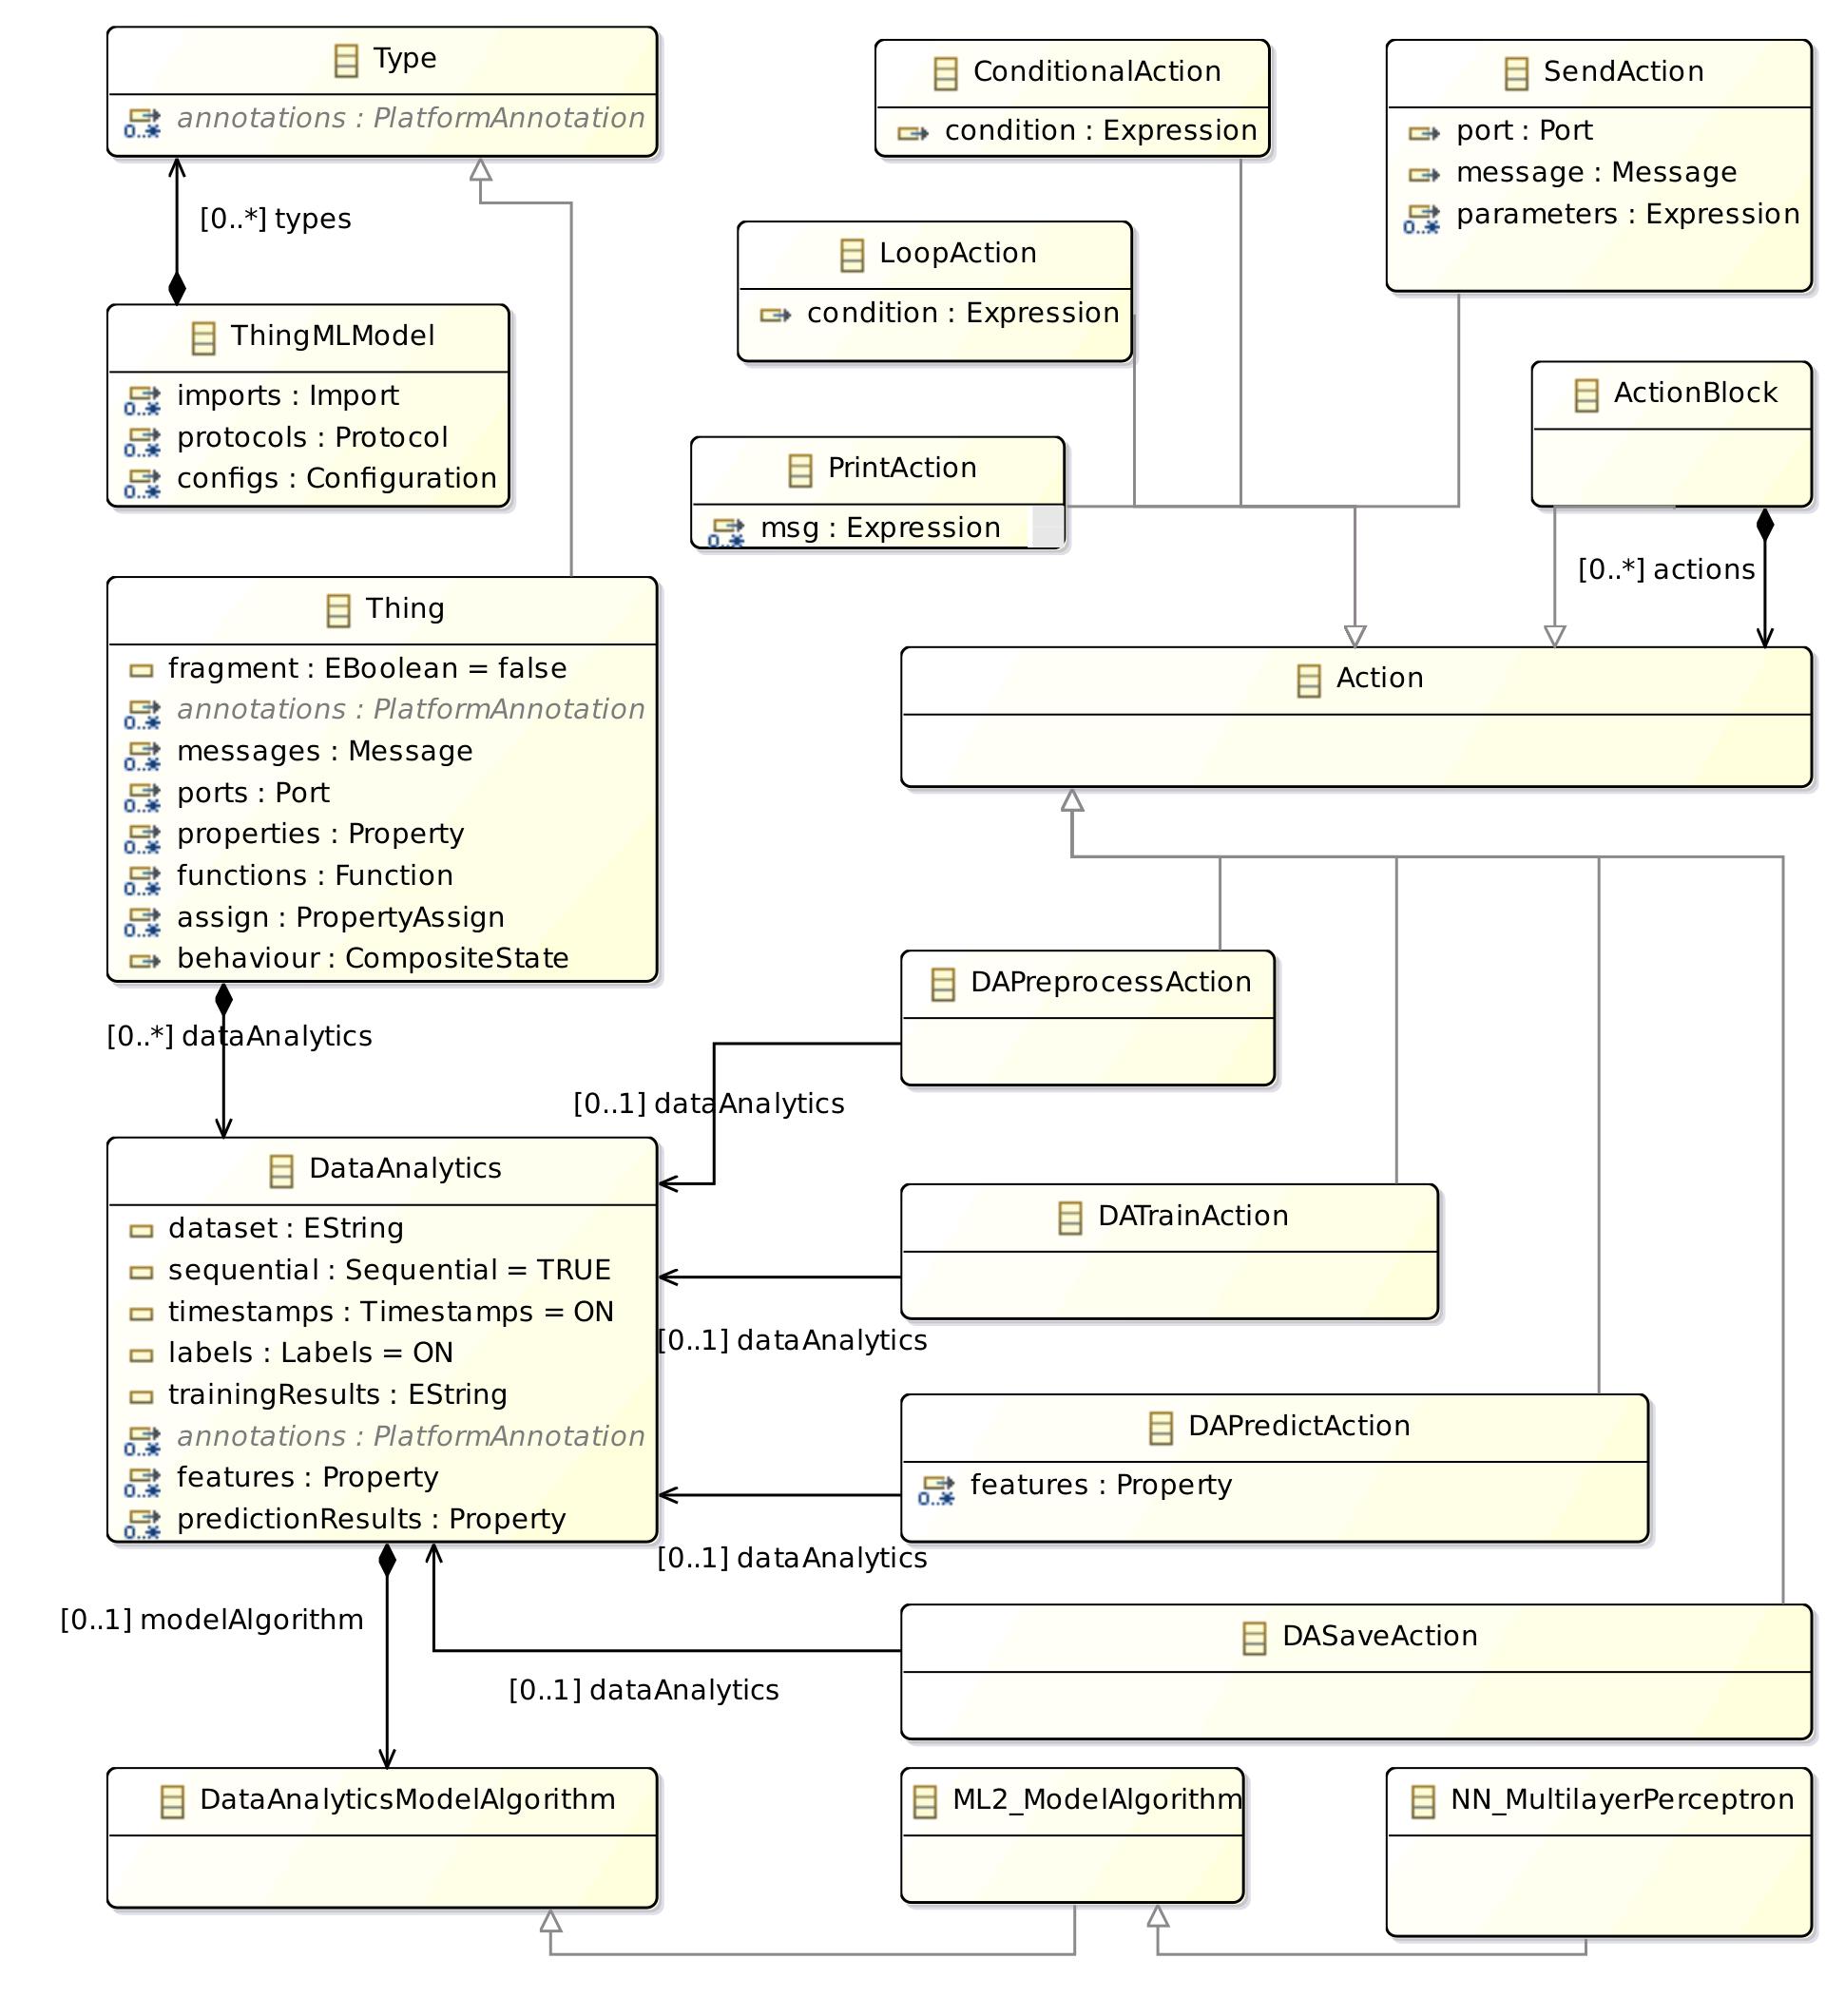 Type
0..* annotations : PlatformAnnotation
[0..*] types
ThingMLModel
0..* imports : Import
0..* protocols : Protocol
0..* configs : Configuration
ConditionalAction
condition : Expression
SendAction
port : Port
message : Message
0..* parameters : Expression
LoopAction
condition : Expression
ActionBlock
PrintAction
0..* msg : Expression
[0..*] actions
Thing
fragment : EBoolean = false
0..* annotations : PlatformAnnotation
0..* messages : Message
0..* ports : Port
0..* properties : Property
0..* functions : Function
0..* assign : PropertyAssign
behaviour : CompositeState
Action
[0..*] dataAnalytics
DAPreprocessAction
[0..1] dataAnalytics
DataAnalytics
dataset : EString
sequential : Sequential = TRUE
timestamps : Timestamps = ON
labels : Labels = ON
trainingResults : EString
0..* annotations : PlatformAnnotation
0..* features : Property
0..* predictionResults : Property
DATrainAction
[0..1] dataAnalytics
DAPredictAction
0..* features : Property
[0..1] dataAnalytics
[0..1] modelAlgorithm
DASaveAction
[0..1] dataAnalytics
DataAnalyticsModelAlgorithm
ML2_ModelAlgorithm
NN_MultilayerPerceptron